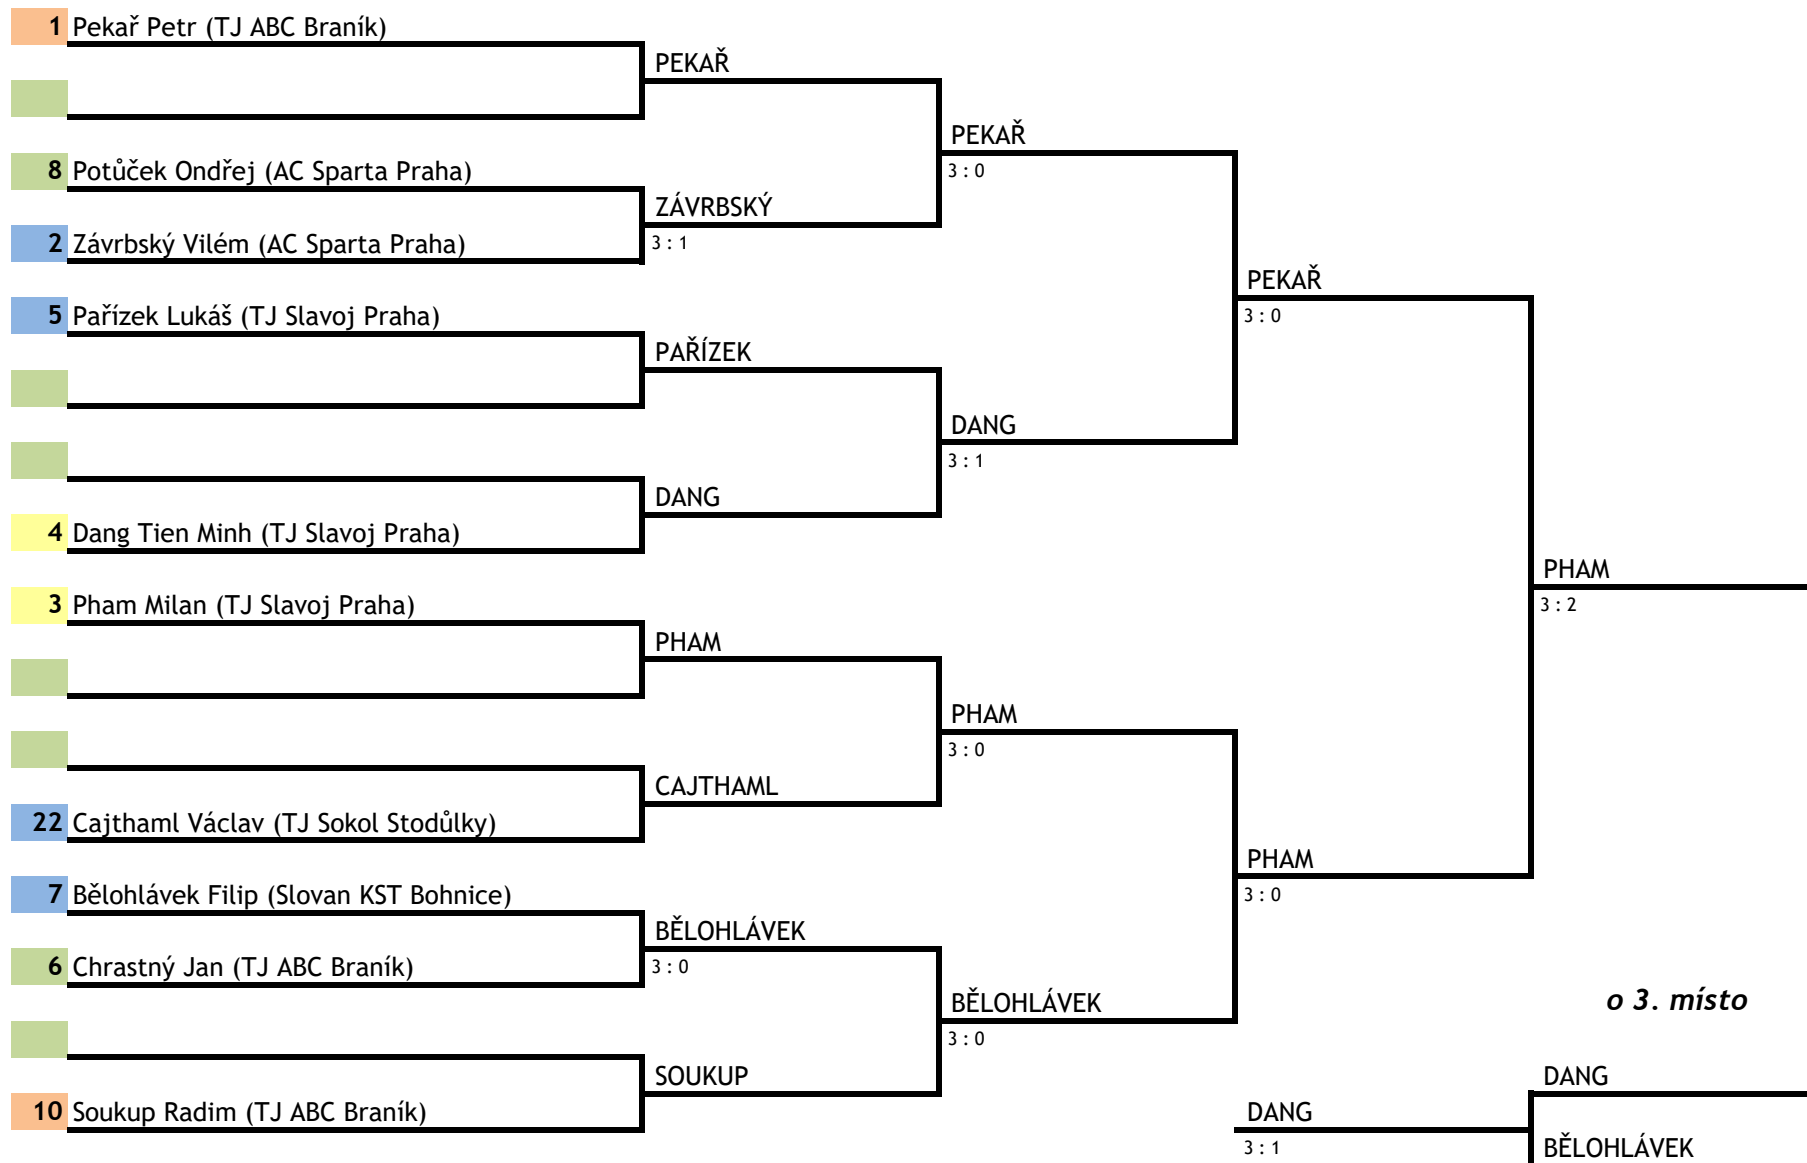 1 Pekař Petr (TJ ABC Braník)
PEKAŘ
PEKAŘ
3 : 0
8 Potůček Ondřej (AC Sparta Praha)
ZÁVRBSKÝ
3 : 1
2 Závrbský Vilém (AC Sparta Praha)
PEKAŘ
3 : 0
5 Pařízek Lukáš (TJ Slavoj Praha)
PAŘÍZEK
DANG
3 : 1
DANG
4 Dang Tien Minh (TJ Slavoj Praha)
PHAM
3 : 2
3 Pham Milan (TJ Slavoj Praha)
PHAM
PHAM
3 : 0
CAJTHAML
22 Cajthaml Václav (TJ Sokol Stodůlky)
PHAM
3 : 0
7 Bělohlávek Filip (Slovan KST Bohnice)
BĚLOHLÁVEK
3 : 0
6 Chrastný Jan (TJ ABC Braník)
BĚLOHLÁVEK
3 : 0
o 3. místo
SOUKUP
10 Soukup Radim (TJ ABC Braník)
DANG
DANG
3 : 1
BĚLOHLÁVEK